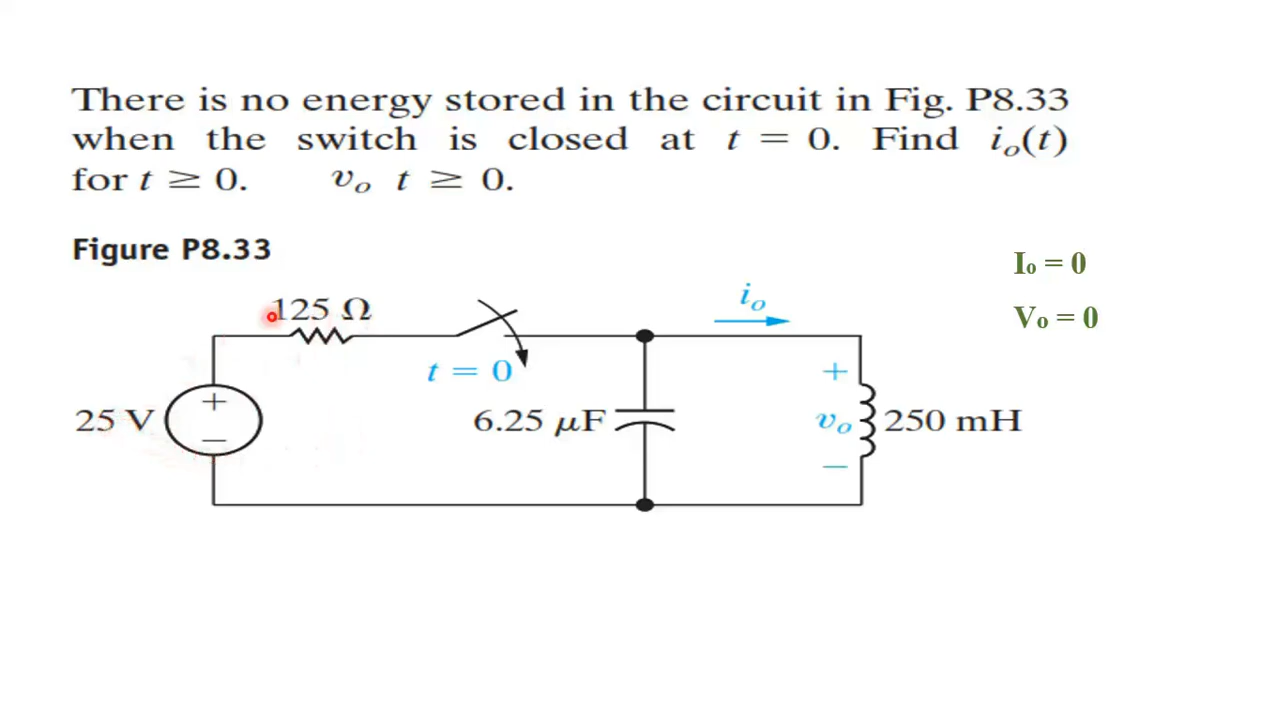 There is no energy stored in the circuit in Fig. P8.33
when the switch is closed at t = 0. Find iₒ(t)
for t ≥ 0. vₒ t ≥ 0.
Figure P8.33
Iₒ = 0
Vₒ = 0
125 Ω
iₒ
t = 0
+
+
25 V
6.25 μF
vₒ
250 mH
−
−